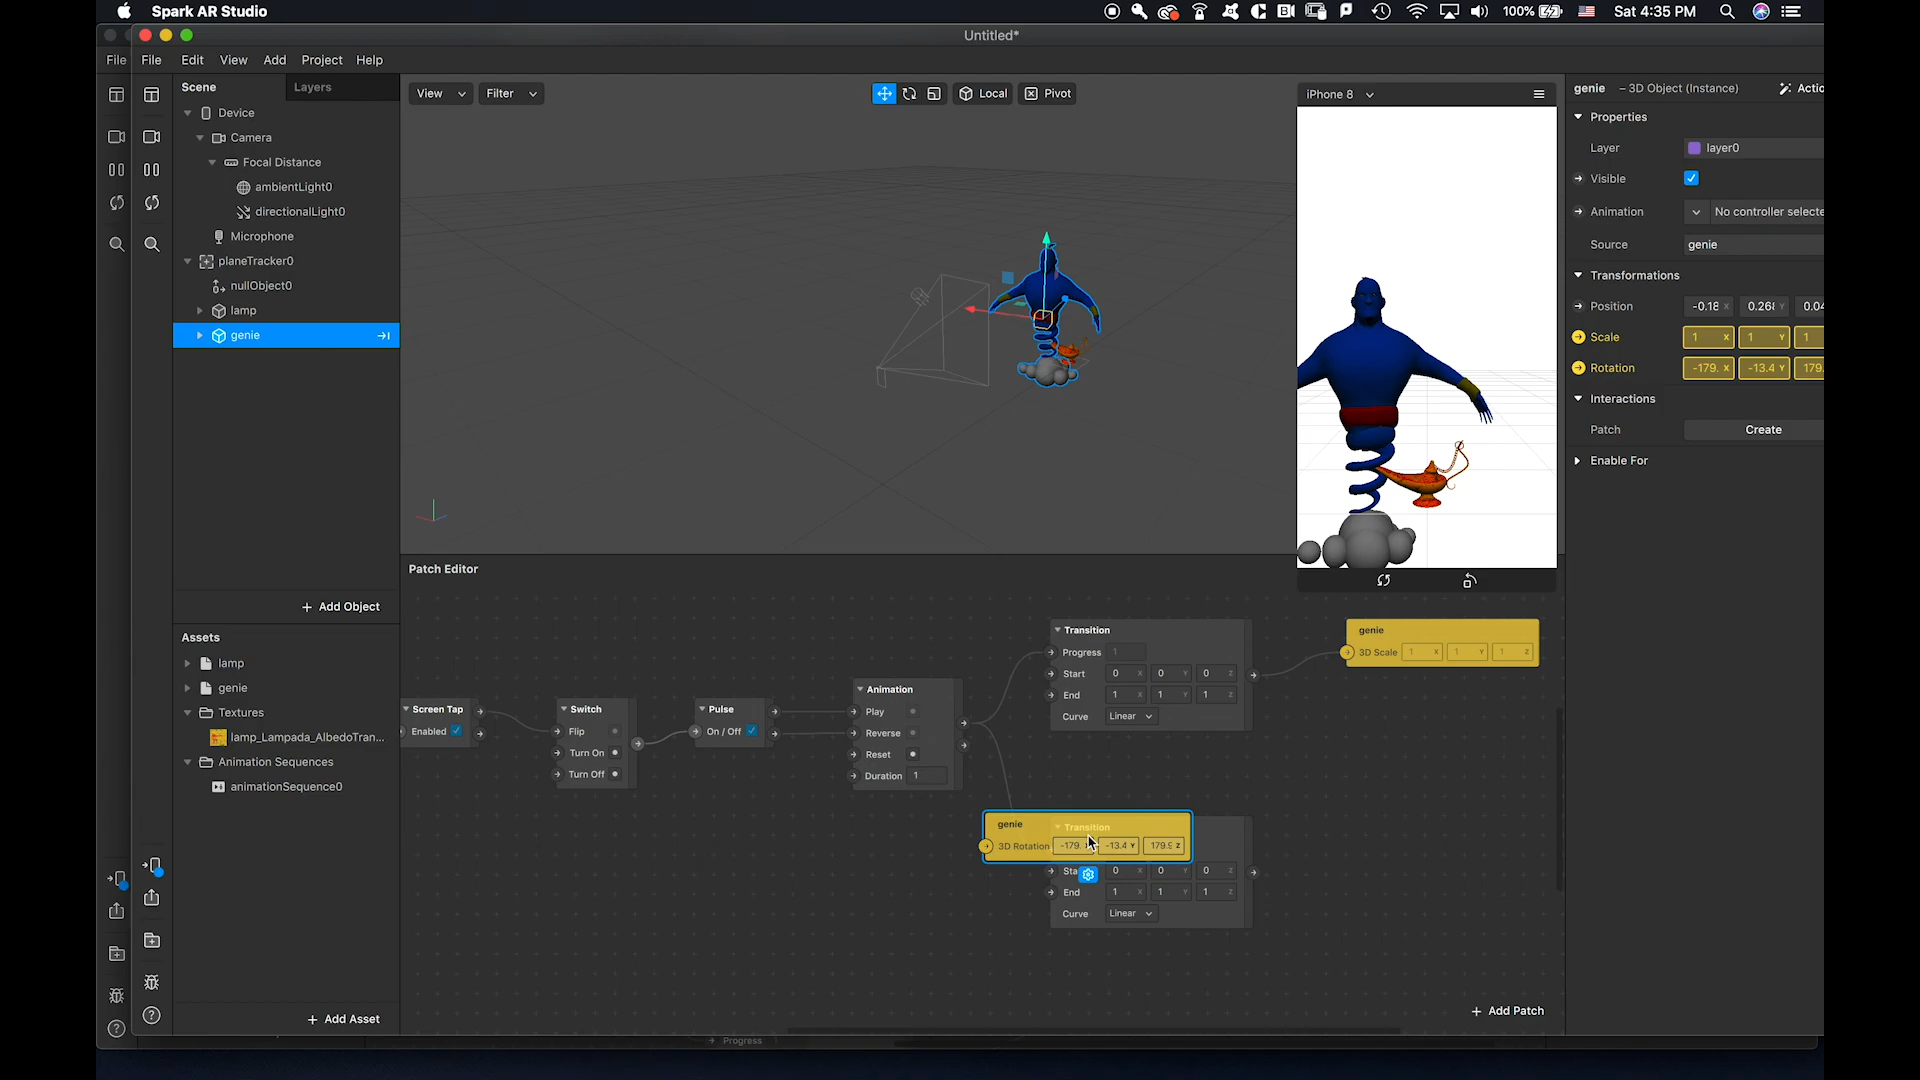 Spark AR Studio
100%
Sat 4:35 PM
Untitled*
File
File
Edit
View
Add
Project
Help
Scene
Layers
Device
Camera
Focal Distance
ambientLight0
directionalLight0
Microphone
planeTracker0
nullObject0
lamp
genie
+ Add Object
Assets
lamp
genie
Textures
lamp_Lampada_AlbedoTran...
Animation Sequences
animationSequence0
+ Add Asset
View
Filter
Local
Pivot
iPhone 8
genie – 3D Object (Instance)
Actio
Properties
Layer
layer0
Visible
Animation
No controller selecte
Source
genie
Transformations
Position
-0.18 X
0.26 Y
0.04
Scale
1 X
1 Y
1
Rotation
-179. X
-13.4 Y
179.
Interactions
Patch
Create
Enable For
Patch Editor
Screen Tap
Enabled
Switch
Flip
Turn On
Turn Off
Pulse
On / Off
Animation
Play
Reverse
Reset
Duration 1
Transition
Progress 1
Start 0 X 0 Y 0 Z
End 1 X 1 Y 1 Z
Curve Linear
genie
3D Scale 1 X 1 Y 1 Z
genie
Transition
3D Rotation -179. -13.4 Y 179.9 Z
Sta 0 X 0 Y 0 Z
End 1 X 1 Y 1 Z
Curve Linear
+ Add Patch
Progress